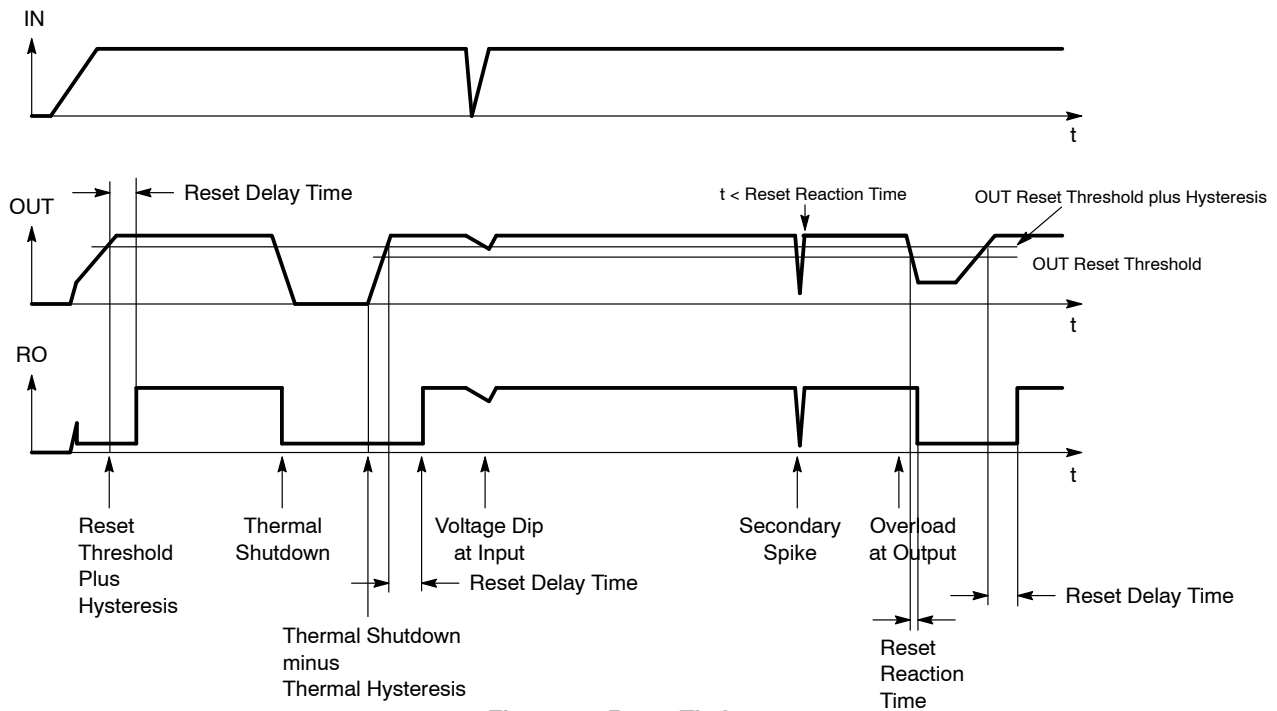 IN
t
Reset Delay Time
t < Reset Reaction Time
OUT Reset Threshold plus Hysteresis
OUT
OUT Reset Threshold
t
RO
t
Reset
Threshold
Plus
Hysteresis
Thermal
Shutdown
Voltage Dip
at Input
Secondary
Spike
Overload
at Output
Reset Delay Time
Reset Delay Time
Thermal Shutdown
minus
Thermal Hysteresis
Reset
Reaction
Time